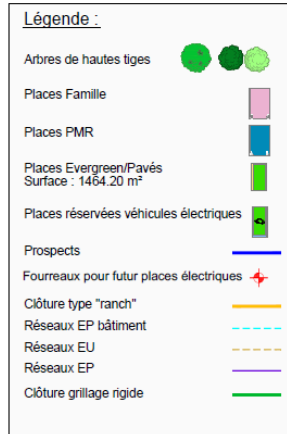 Légende :
Arbres de hautes tiges
Places Famille
Places PMR
Places Evergreen/Pavés
Surface : 1464.20 m²
Places réservées véhicules électriques
Prospects
Fourreaux pour futur places électriques
Clôture type "ranch"
Réseaux EP bâtiment
Réseaux EU
Réseaux EP
Clôture grillage rigide